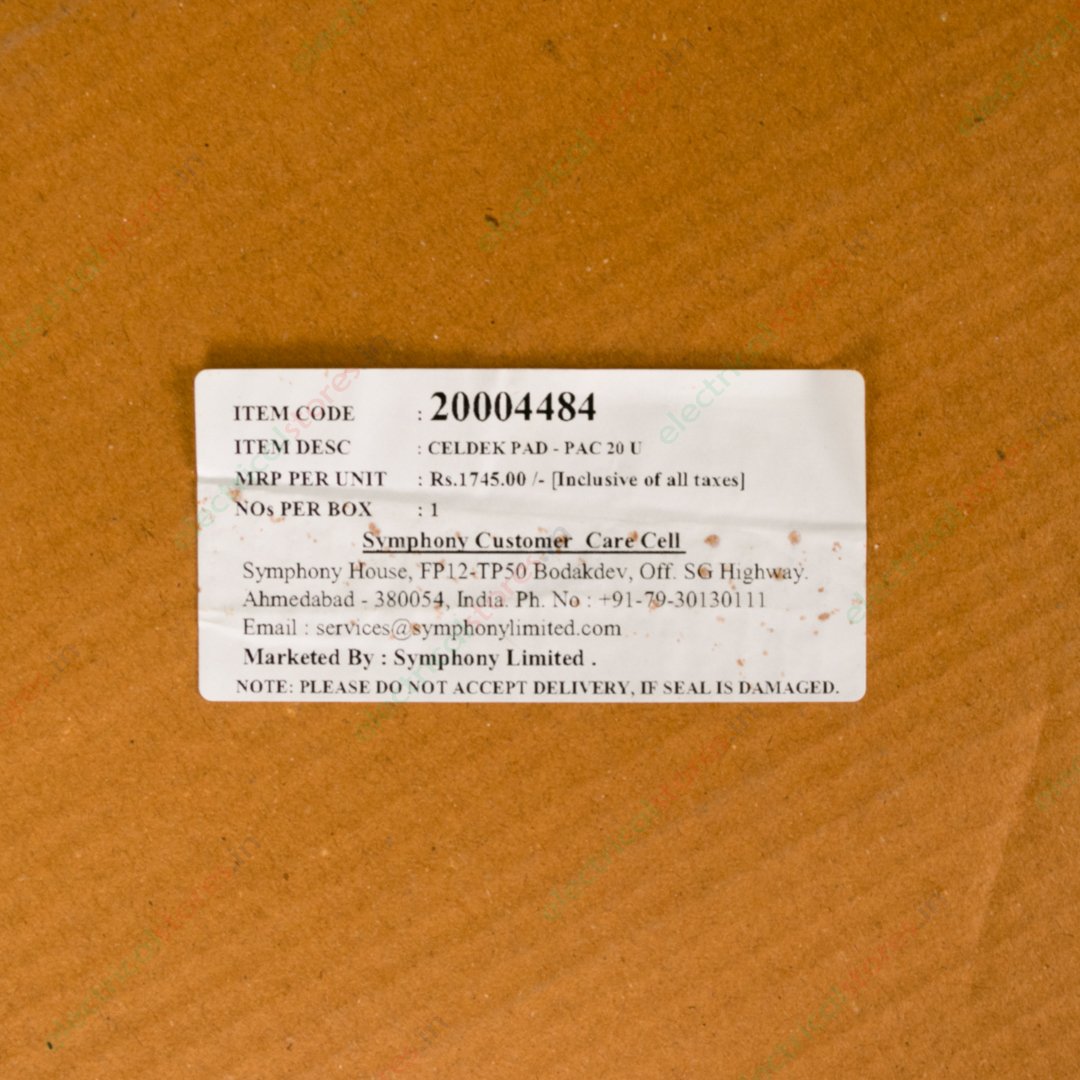 ITEM CODE : 20004484
ITEM DESC : CELDEK PAD - PAC 20 U
MRP PER UNIT : Rs.1745.00 /- [Inclusive of all taxes]
NOs PER BOX : 1
Symphony Customer Care Cell
Symphony House, FP12-TP50 Bodakdev, Off. SG Highway.
Ahmedabad - 380054, India. Ph. No : +91-79-30130111
Email : services@symphonylimited.com
Marketed By : Symphony Limited .
NOTE: PLEASE DO NOT ACCEPT DELIVERY, IF SEAL IS DAMAGED.
electricalstores.in